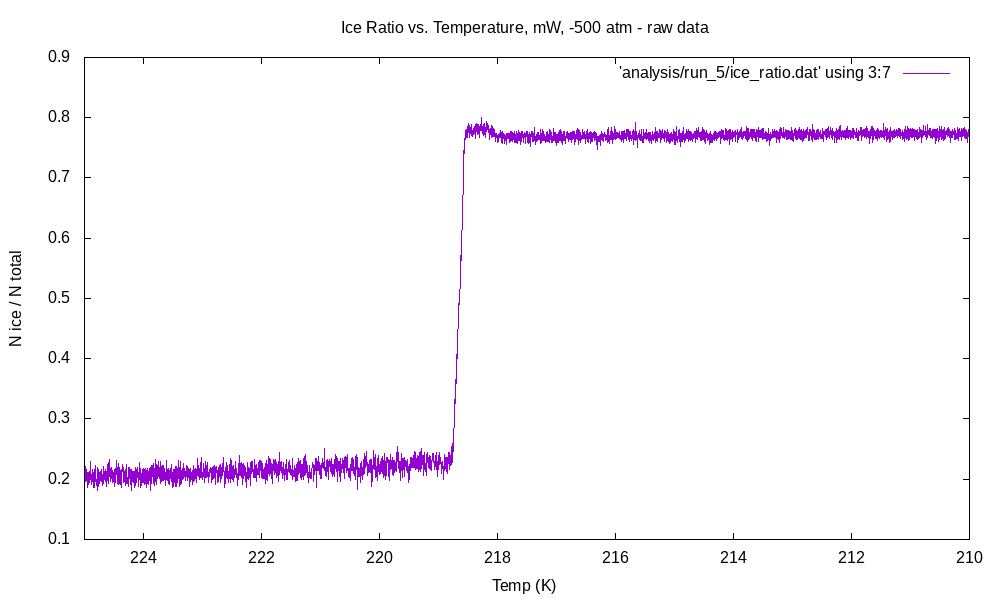 Ice Ratio vs. Temperature, mW, -500 atm - raw data
'analysis/run_5/ice_ratio.dat' using 3:7
N ice / N total
0.9
0.8
0.7
0.6
0.5
0.4
0.3
0.2
0.1
224 222 220 218 216 214 212 210
Temp (K)